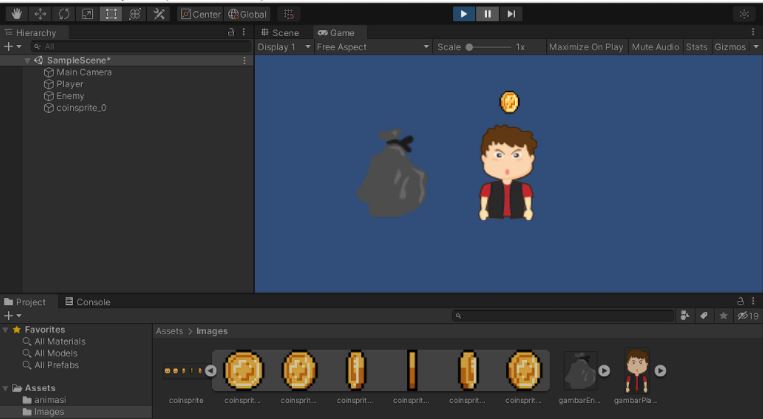 Center Global
Hierarchy
Scene Game
All
Display 1 Free Aspect Scale 1x Maximize On Play Mute Audio Stats Gizmos
SampleScene*
Main Camera
Player
Enemy
coinsprite_0
Project Console
19
Favorites
Assets > Images
All Materials
All Models
All Prefabs
Assets
animasi
Images
coinsprite coinsprit... coinsprit... coinsprit... coinsprit... coinsprit... coinsprit... gambarEn... gambarPla...